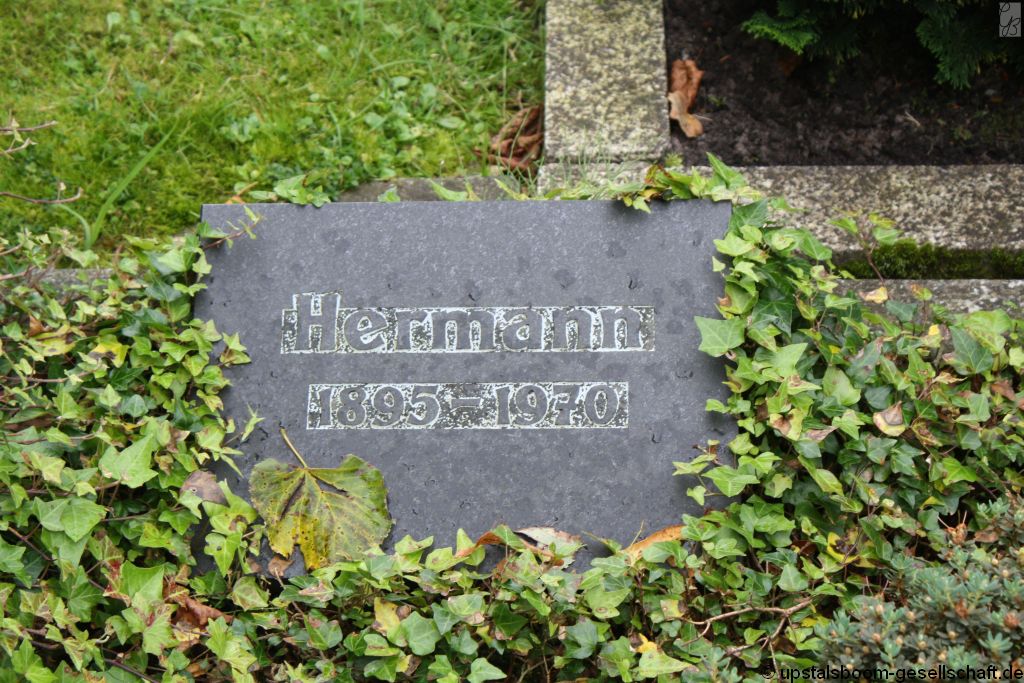 Hermann
1895-1970
© upstalsboom-gesellschaft.de